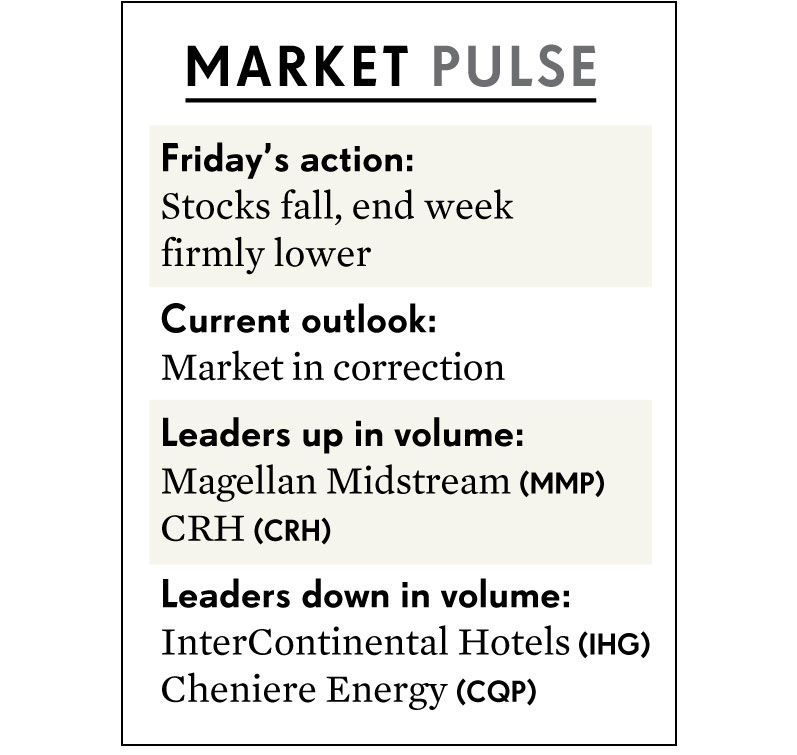 MARKET PULSE
Friday’s action:
Stocks fall, end week
firmly lower
Current outlook:
Market in correction
Leaders up in volume:
Magellan Midstream (MMP)
CRH (CRH)
Leaders down in volume:
InterContinental Hotels (IHG)
Cheniere Energy (CQP)